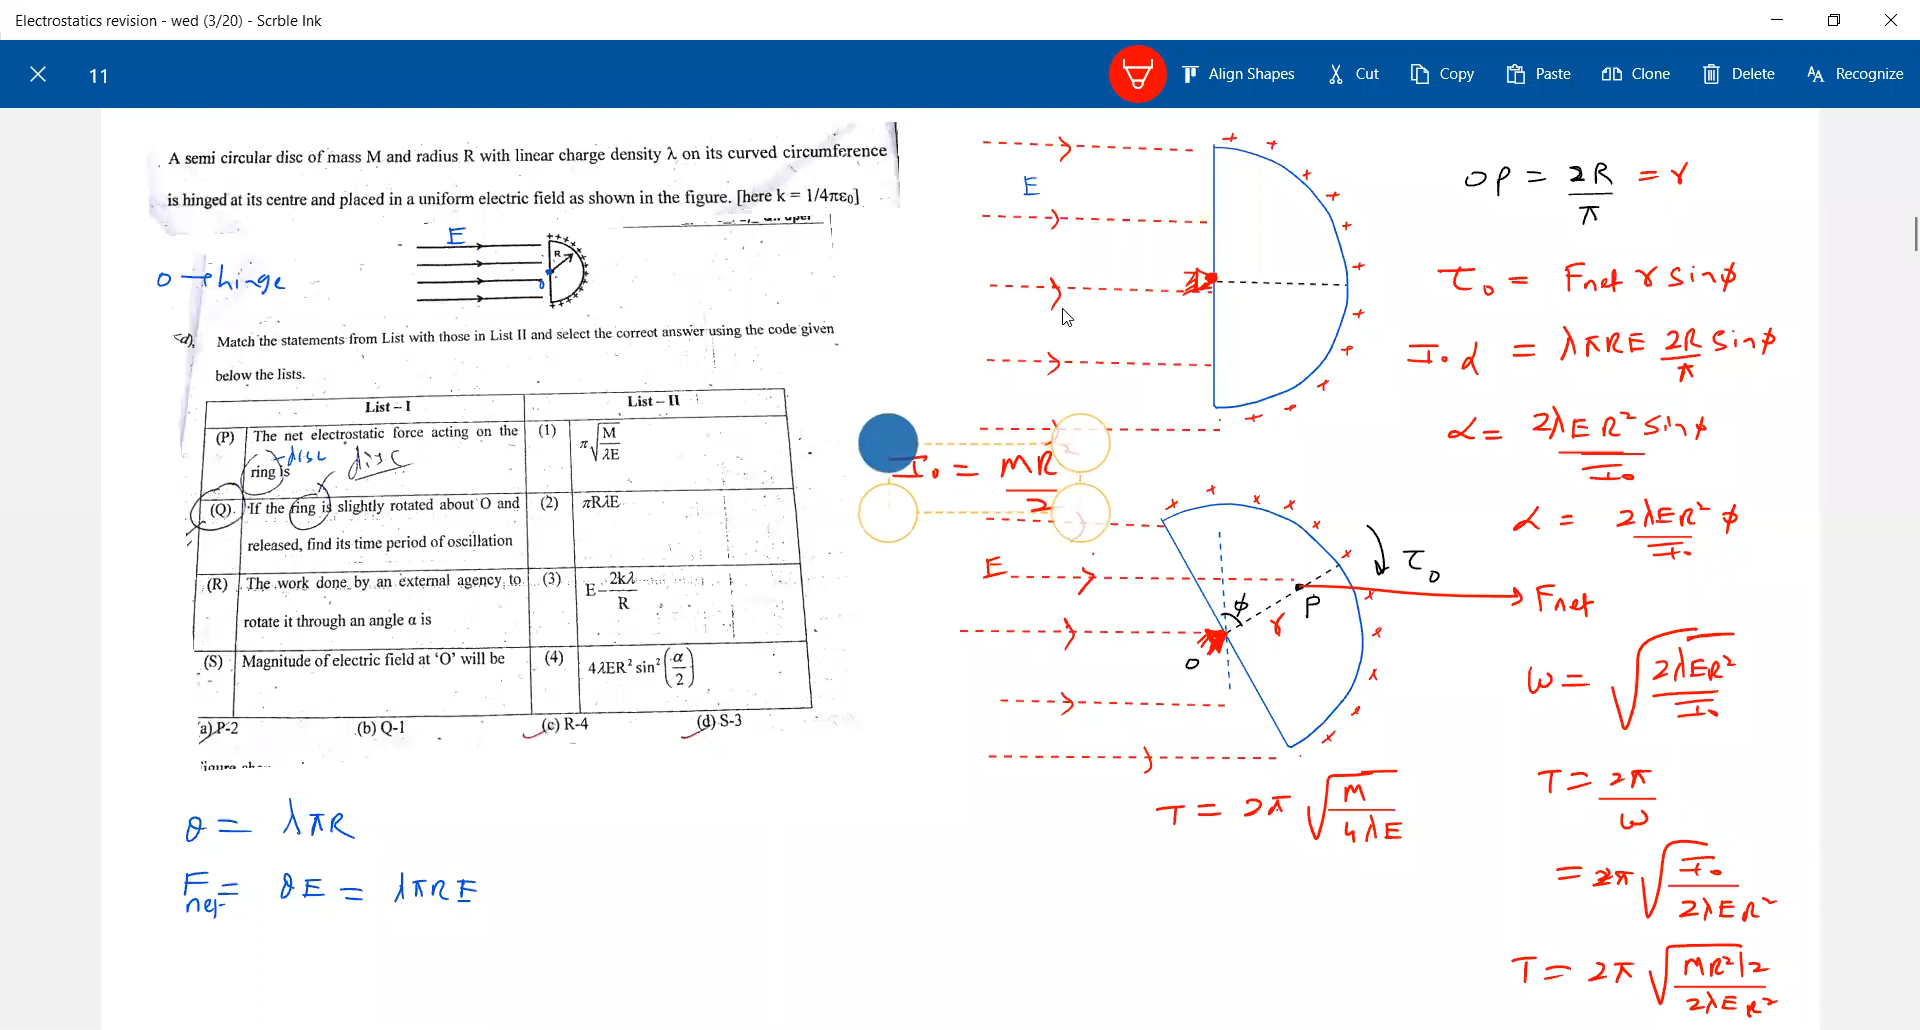 Electrostatics revision - wed (3/20) - Scrble Ink
11
Align Shapes
Cut
Copy
Paste
Clone
Delete
Recognize
A semi circular disc of mass M and radius R with linear charge density λ on its curved circumference
is hinged at its centre and placed in a uniform electric field as shown in the figure. [here k = 1/4πε₀]
E
R
O
O → hinge
Match the statements from List with those in List II and select the correct answer using the code given
below the lists.
List – I
List – II
(P) The net electrostatic force acting on the
ring is
disc
disc
(1) π√(M/λE)
(Q) If the ring is slightly rotated about O and
released, find its time period of oscillation
(2) πRλE
(R) The work done by an external agency to
rotate it through an angle α is
(3) E – 2kλ/R
(S) Magnitude of electric field at 'O' will be
(4) 4λER² sin² (α/2)
(a) P-2
(b) Q-1
(c) R-4
(d) S-3
Q = λπR
F net = QE = λπRE
E
I₀ = MR²/2
E
O
φ
r
P
τ₀
Fnet
T = 2π √(M/4λE)
OP = 2R/π = r
τ₀ = Fnet r sinφ
I₀ α = λπRE 2R/π sinφ
α = 2λER² sinφ / I₀
α = 2λER² φ / I₀
ω = √(2λER²/I₀)
T = 2π/ω
= 2π √(I₀/2λER²)
T = 2π √(MR²/2 / 2λER²)